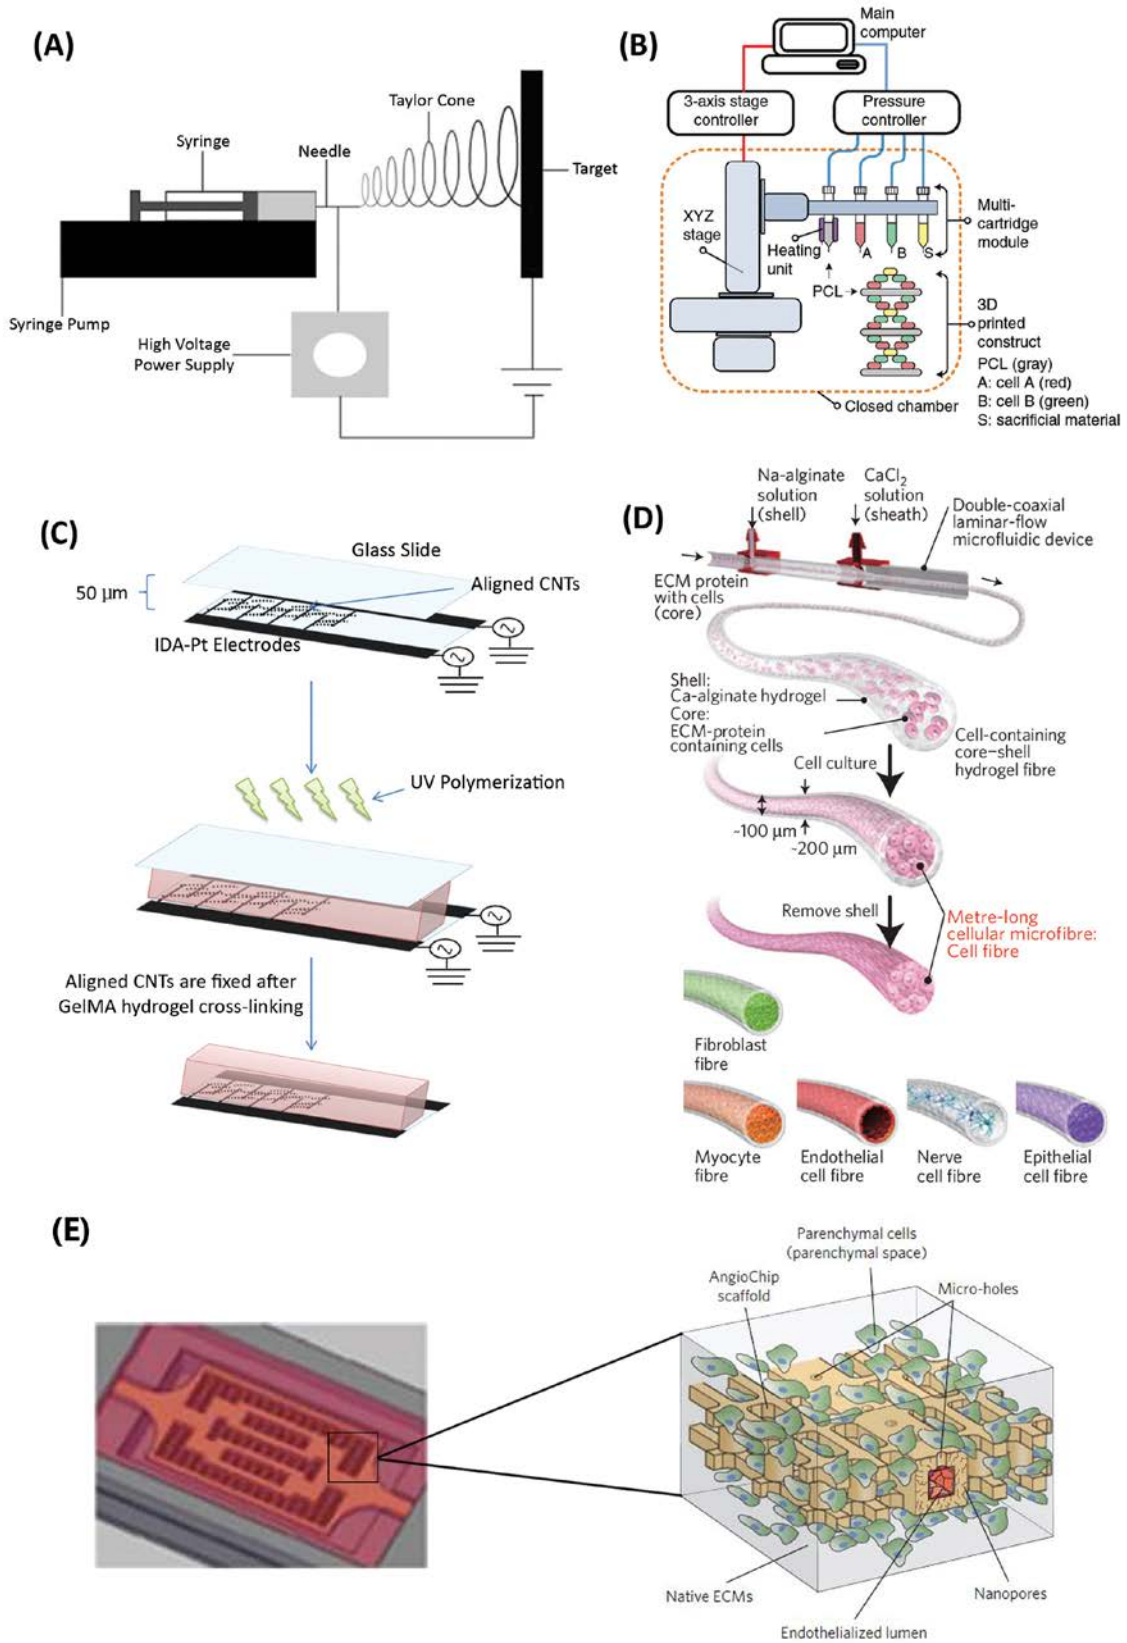 (A)
Taylor Cone
Syringe
Needle
Target
Syringe Pump
High Voltage
Power Supply
(B)
Main
computer
3-axis stage
controller
Pressure
controller
XYZ
stage
Heating
unit
A
B
S
PCL
Multi-
cartridge
module
3D
printed
construct
PCL (gray)
A: cell A (red)
B: cell B (green)
S: sacrificial material
Closed chamber
(C)
Glass Slide
50 µm
Aligned CNTs
IDA-Pt Electrodes
UV Polymerization
Aligned CNTs are fixed after
GelMA hydrogel cross-linking
(D)
Na-alginate
solution
(shell)
CaCl₂
solution
(sheath)
Double-coaxial
laminar-flow
microfluidic device
ECM protein
with cells
(core)
Shell:
Ca-alginate hydrogel
Core:
ECM-protein
containing cells
Cell-containing
core–shell
hydrogel fibre
Cell culture
~100 µm
~200 µm
Remove shell
Metre-long
cellular microfibre:
Cell fibre
Fibroblast
fibre
Myocyte
fibre
Endothelial
cell fibre
Nerve
cell fibre
Epithelial
cell fibre
(E)
Parenchymal cells
(parenchymal space)
AngioChip
scaffold
Micro-holes
Native ECMs
Nanopores
Endothelialized lumen